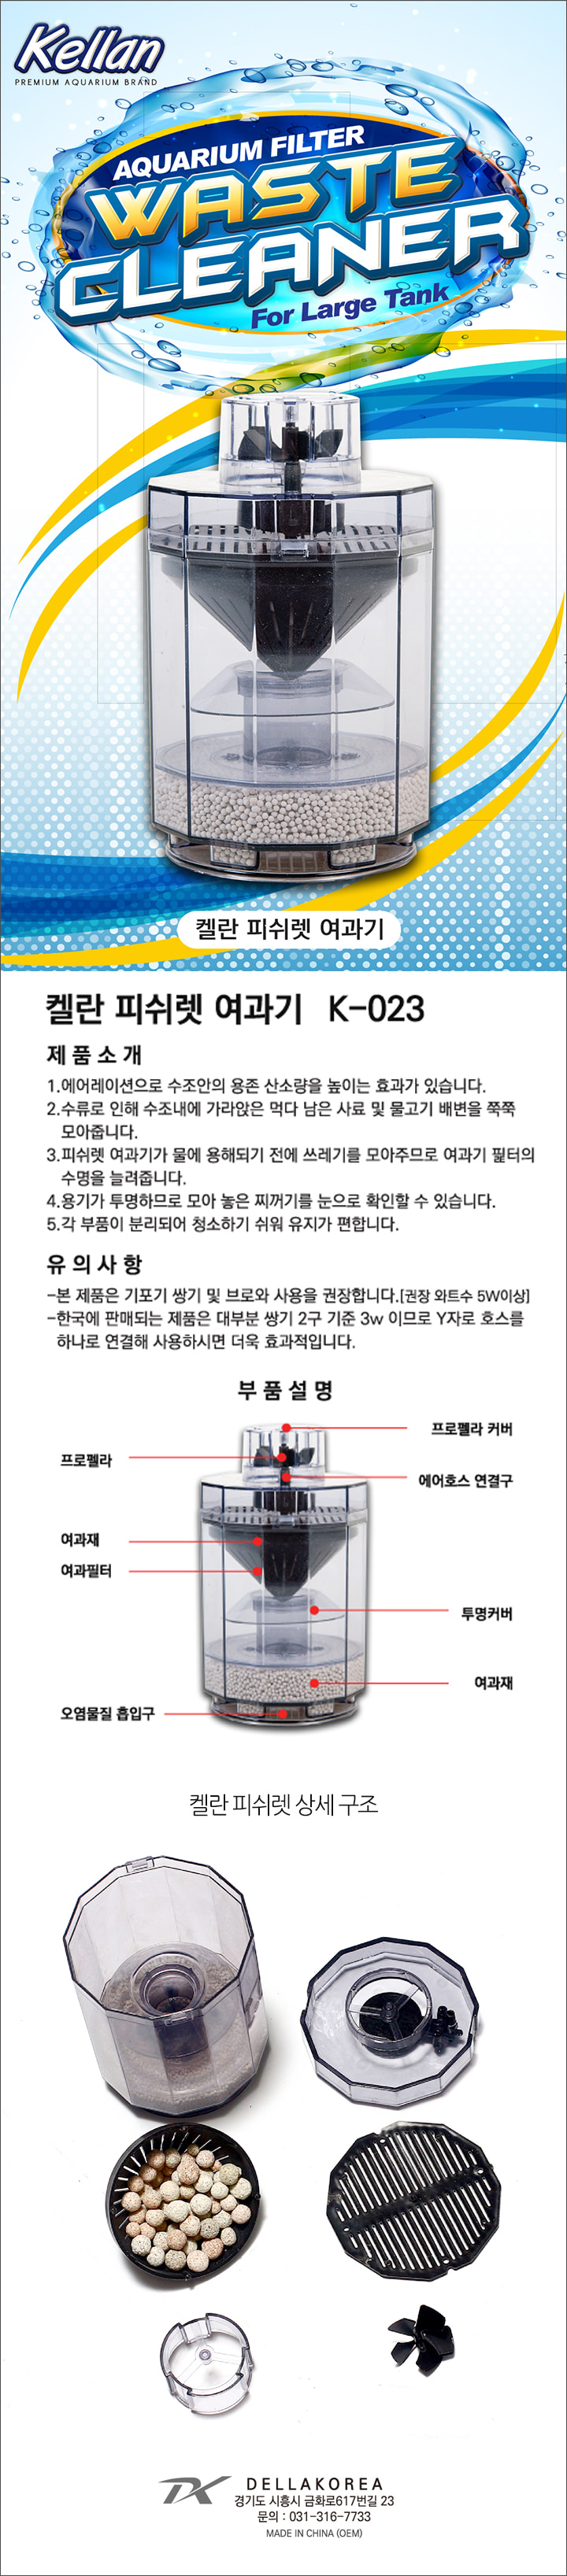 Kellan
PREMIUM AQUARIUM BRAND
AQUARIUM FILTER
WASTE
CLEANER
For Large Tank
켈란 피쉬렛 여과기
켈란 피쉬렛 여과기 K-023
제품소개
1.에어레이션으로 수조안의 용존 산소량을 높이는 효과가 있습니다.
2.수류로 인해 수조내에 가라앉은 먹다 남은 사료 및 물고기 배변을 쭉쭉
모아줍니다.
3.피쉬렛 여과기가 물에 용해되기 전에 쓰레기를 모아주므로 여과기 필터의
수명을 늘려줍니다.
4.용기가 투명하므로 모아 놓은 찌꺼기를 눈으로 확인할 수 있습니다.
5.각 부품이 분리되어 청소하기 쉬워 유지가 편합니다.
유의사항
-본 제품은 기포기 쌍기 및 브로와 사용을 권장합니다.[권장 와트수 5W이상]
-한국에 판매되는 제품은 대부분 쌍기 2구 기준 3w 이므로 Y자로 호스를
하나로 연결해 사용하시면 더욱 효과적입니다.
부품설명
프로펠라 커버
프로펠라
에어호스 연결구
여과재
여과필터
투명커버
여과재
오염물질 흡입구
켈란 피쉬렛 상세 구조
DK
DELLAKOREA
경기도 시흥시 금화로617번길 23
문의 : 031-316-7733
MADE IN CHINA (OEM)